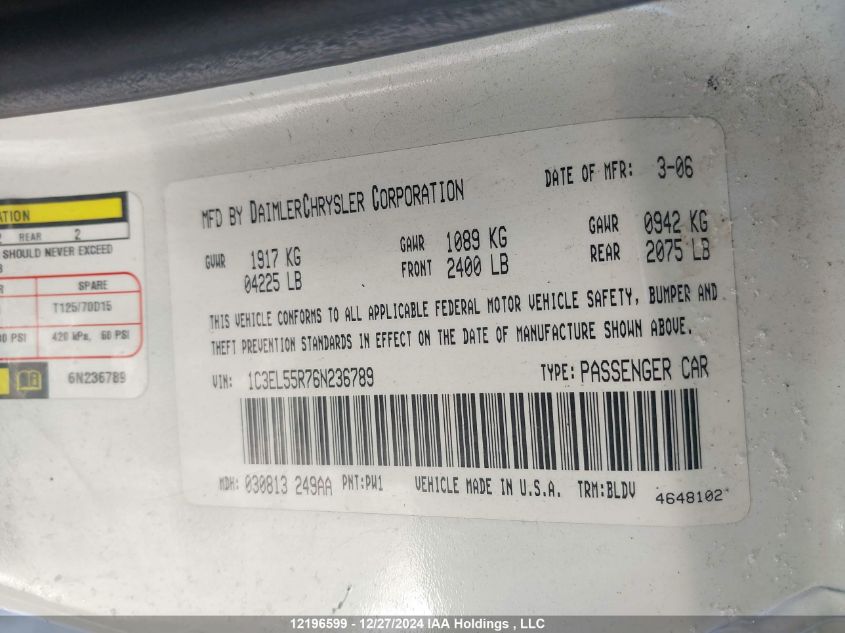 ATION
2 REAR 2
SHOULD NEVER EXCEED
SPARE
T125/70D15
PSI 420 kPa, 60 PSI
6N236789
MFD BY DAIMLERCHRYSLER CORPORATION DATE OF MFR: 3-06
GVWR 1917 KG GAWR 1089 KG GAWR 0942 KG
04225 LB FRONT 2400 LB REAR 2075 LB
THIS VEHICLE CONFORMS TO ALL APPLICABLE FEDERAL MOTOR VEHICLE SAFETY, BUMPER AND
THEFT PREVENTION STANDARDS IN EFFECT ON THE DATE OF MANUFACTURE SHOWN ABOVE.
VIN: 1C3EL55R76N236789 TYPE: PASSENGER CAR
MDH: 030813 249AA PNT:PW1 VEHICLE MADE IN U.S.A. TRM:BLDV 4648102
12196599 - 12/27/2024 IAA Holdings , LLC